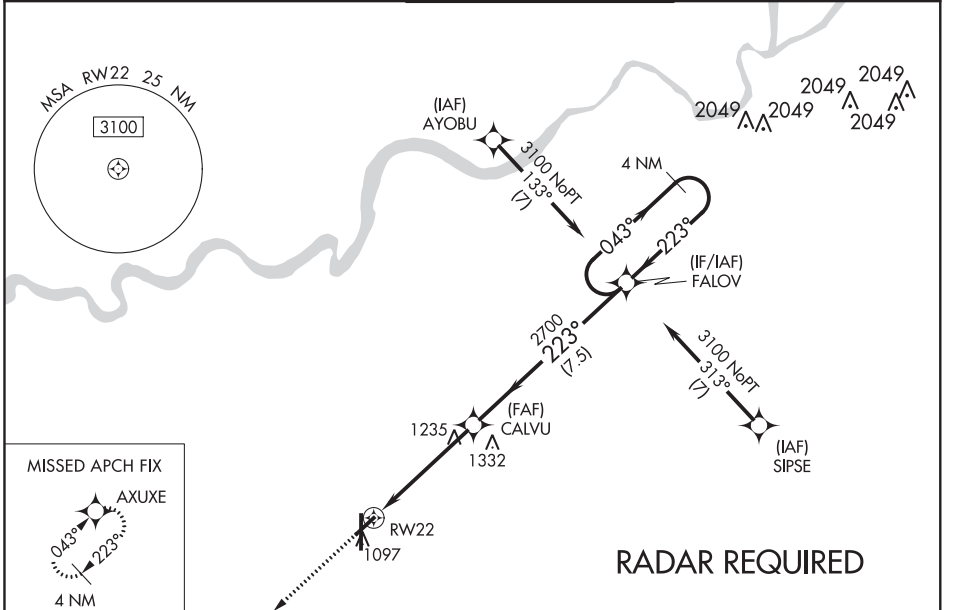 MSA RW22 25 NM
3100
(IAF)
AYOBU
3100 NoPT
133°
(7)
4 NM
043°
223°
(IF/IAF)
FALOV
2049
2049
2049
2049
2049
2700
223°
(7.5)
3100 NoPT
313°
(7)
(IAF)
SIPSE
(FAF)
CALVU
1235
1332
RW22
1097
RADAR REQUIRED
MISSED APCH FIX
AXUXE
043°
223°
4 NM